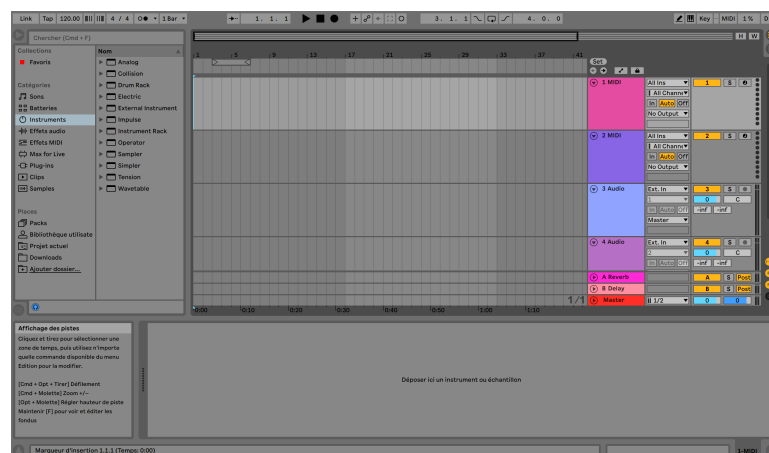 Link Tap 120.00 4 / 4 1 Bar 1. 1. 1 3. 1. 1 4. 0. 0 Key MIDI 1 % D
Chercher (Cmd + F)
H W
Collections
Favoris
Catégories
Sons
Batteries
Instruments
Effets audio
Effets MIDI
Max for Live
Plug-ins
Clips
Samples
Places
Packs
Bibliothèque utilisate
Projet actuel
Downloads
Ajouter dossier...
Nom
Analog
Collision
Drum Rack
Electric
External Instrument
Impulse
Instrument Rack
Operator
Sampler
Simpler
Tension
Wavetable
1 5 9 13 17 21 25 29 33 37 41
Set
1 MIDI All Ins 1 S
All Channe
In Auto Off
No Output
2 MIDI All Ins 2 S
All Channe
In Auto Off
No Output
3 Audio Ext. In 3 S
1 0 C
In Auto Off -inf -inf
Master
4 Audio Ext. In 4 S
2 0 C
In Auto Off -inf -inf
A Reverb A S Post
B Delay B S Post
1/1 Master 1/2 0 0
0:00 0:10 0:20 0:30 0:40 0:50 1:00 1:10
Affichage des pistes
Cliquez et tirez pour sélectionner une
zone de temps, puis utilisez n'importe
quelle commande disponible du menu
Edition pour la modifier.
[Cmd + Opt + Tirer] Défilement
[Cmd + Molette] Zoom +/–
[Opt + Molette] Régler hauteur de piste
Maintenir [F] pour voir et éditer les
fondus
Déposer ici un instrument ou échantillon
Marqueur d'insertion 1.1.1 (Temps: 0:00)
1-MIDI